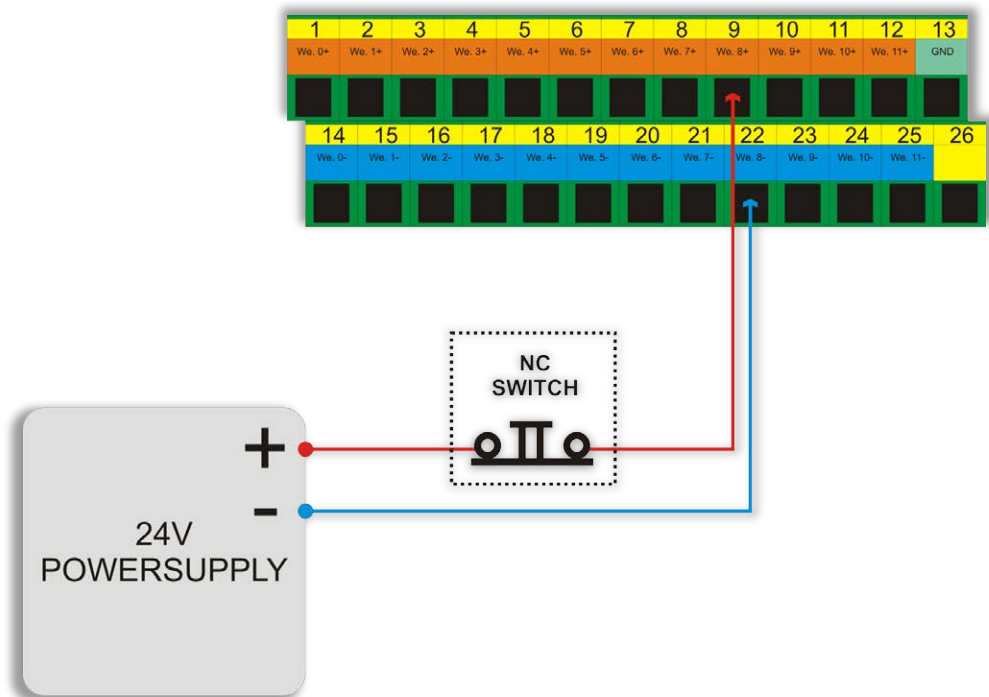 1 2 3 4 5 6 7 8 9 10 11 12 13
We. 0+ We. 1+ We. 2+ We. 3+ We. 4+ We. 5+ We. 6+ We. 7+ We. 8+ We. 9+ We. 10+ We. 11+ GND
14 15 16 17 18 19 20 21 22 23 24 25 26
We. 0- We. 1- We. 2- We. 3- We. 4- We. 5- We. 6- We. 7- We. 8- We. 9- We. 10- We. 11-
NC
SWITCH
+
-
24V
POWERSUPPLY